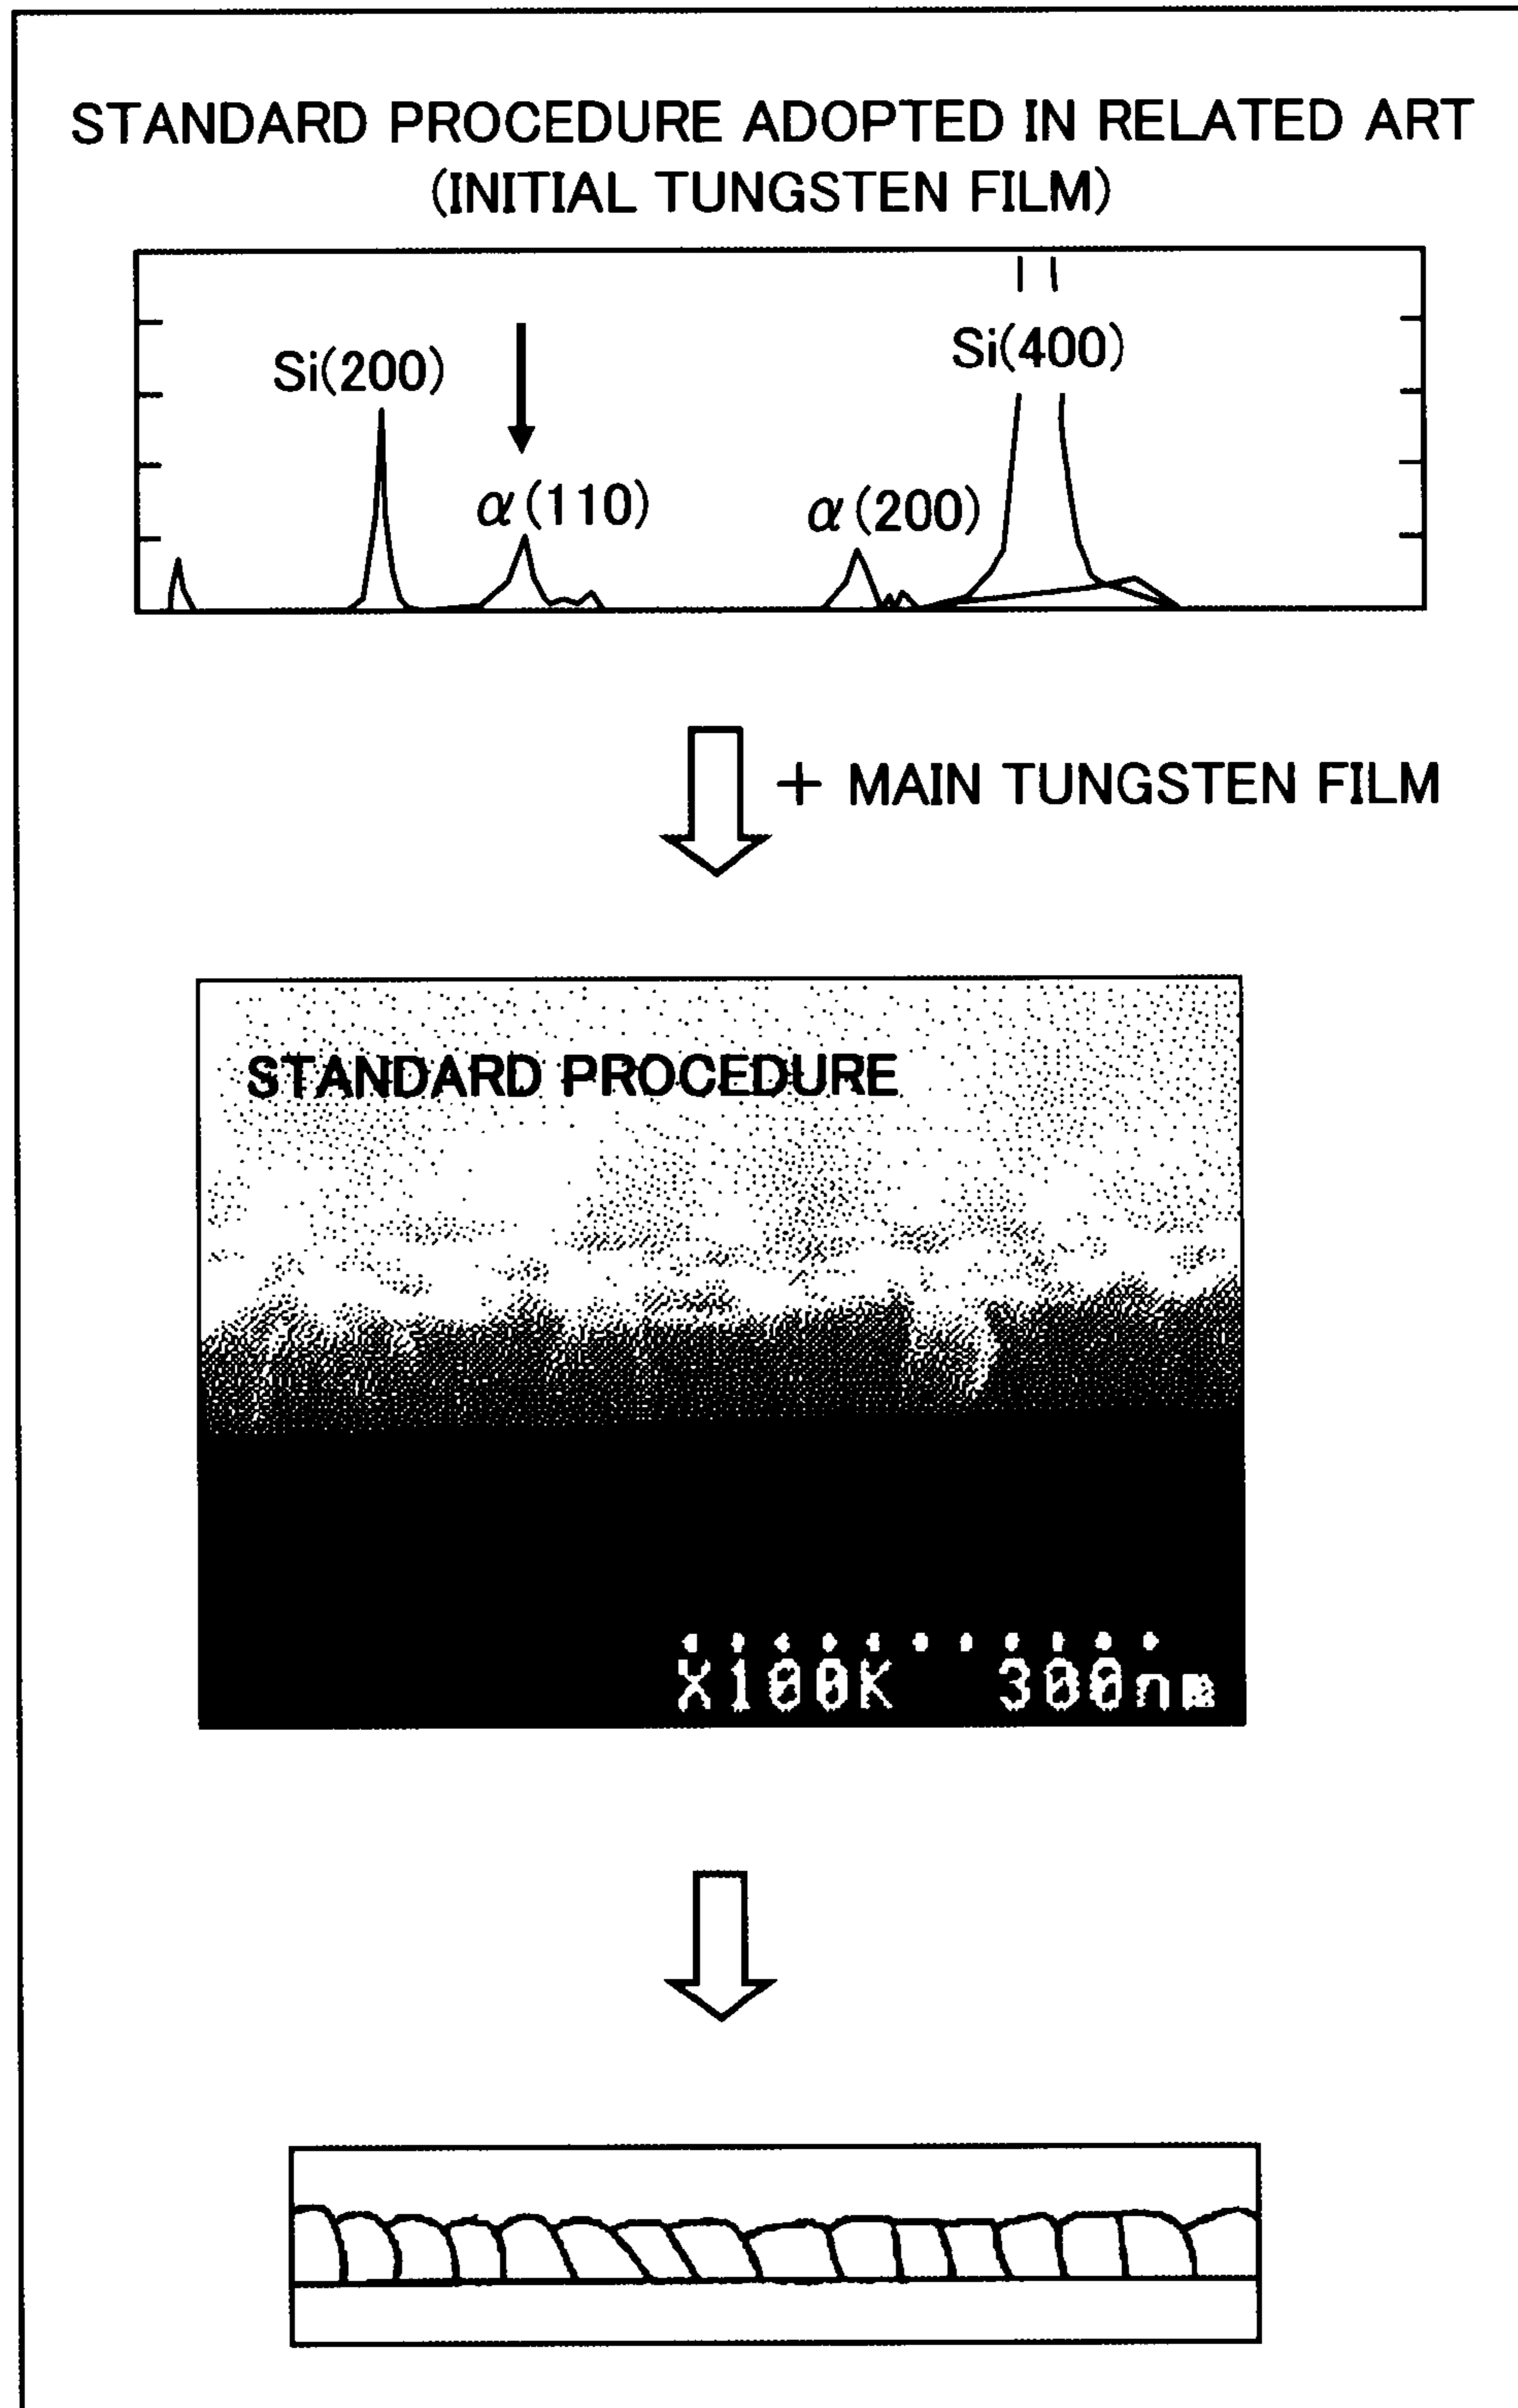 STANDARD PROCEDURE ADOPTED IN RELATED ART
(INITIAL TUNGSTEN FILM)
Si(200)
Si(400)
α(110)
α(200)
+ MAIN TUNGSTEN FILM
STANDARD PROCEDURE
X100K 300nm